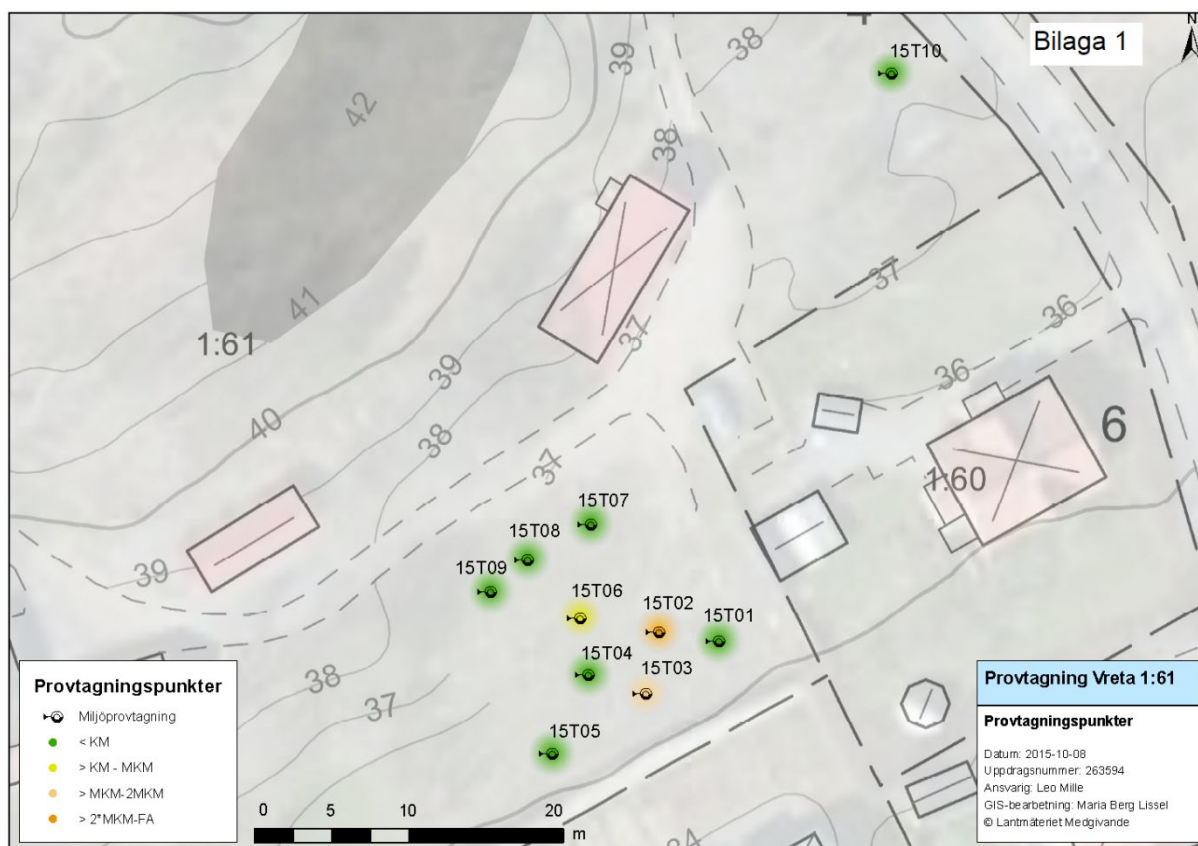 Bilaga 1
N
15T10
38
39
42
38
37
41
1:61
37
36
39
36
6
40
38
1:60
37
15T07
15T08
39
15T09
15T06
15T02
15T01
15T04
15T03
38
37
15T05
Provtagningspunkter
Miljöprovtagning
< KM
> KM - MKM
> MKM-2MKM
> 2*MKM-FA
0 5 10 20
m
Provtagning Vreta 1:61
Provtagningspunkter
Datum: 2015-10-08
Uppdragsnummer: 263594
Ansvarig: Leo Mille
GIS-bearbetning: Maria Berg Lissel
© Lantmäteriet Medgivande